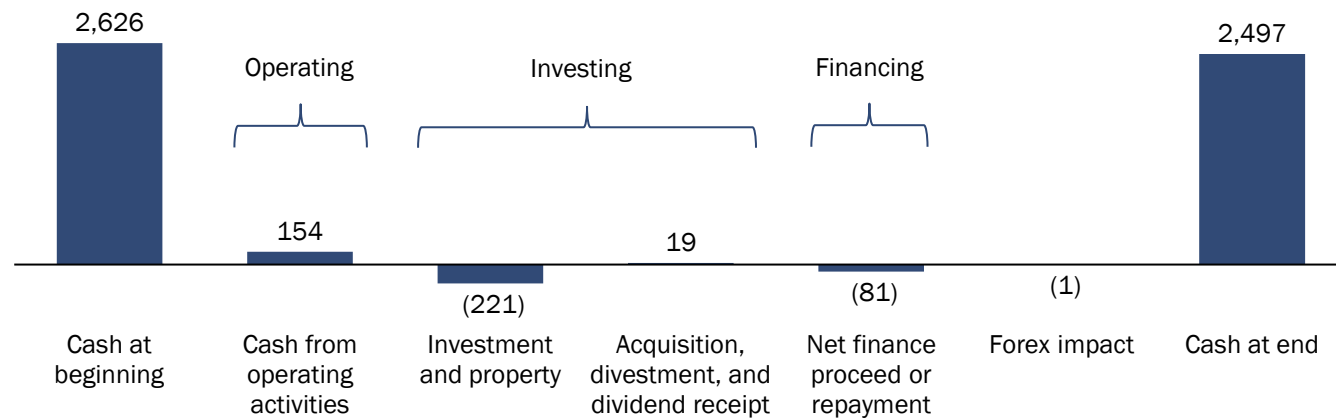 2,626
2,497
Operating
Investing
Financing
154
19
(221)
(81)
(1)
Cash at
beginning
Cash from
operating
activities
Investment
and property
Acquisition,
divestment, and
dividend receipt
Net finance
proceed or
repayment
Forex impact
Cash at end